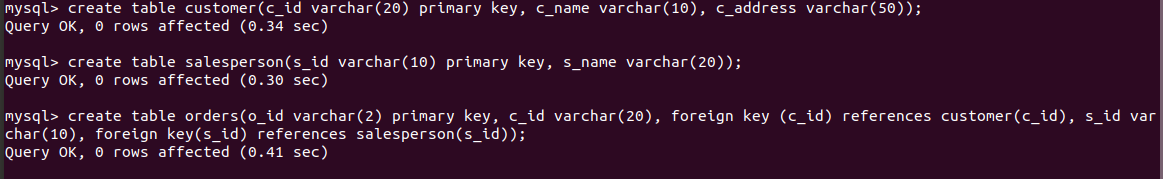 mysql> create table customer(c_id varchar(20) primary key, c_name varchar(10), c_address varchar(50));
Query OK, 0 rows affected (0.34 sec)
mysql> create table salesperson(s_id varchar(10) primary key, s_name varchar(20));
Query OK, 0 rows affected (0.30 sec)
mysql> create table orders(o_id varchar(2) primary key, c_id varchar(20), foreign key (c_id) references customer(c_id), s_id var
char(10), foreign key(s_id) references salesperson(s_id));
Query OK, 0 rows affected (0.41 sec)